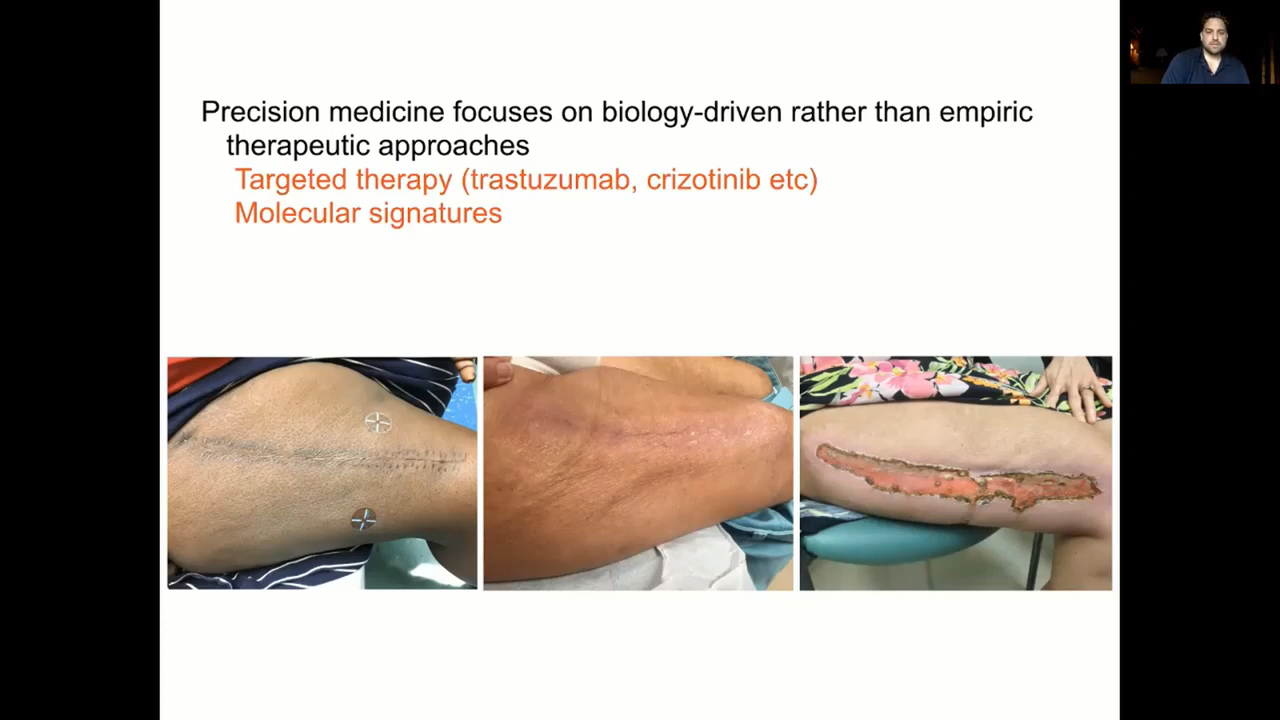 Precision medicine focuses on biology-driven rather than empiric
therapeutic approaches
Targeted therapy (trastuzumab, crizotinib etc)
Molecular signatures